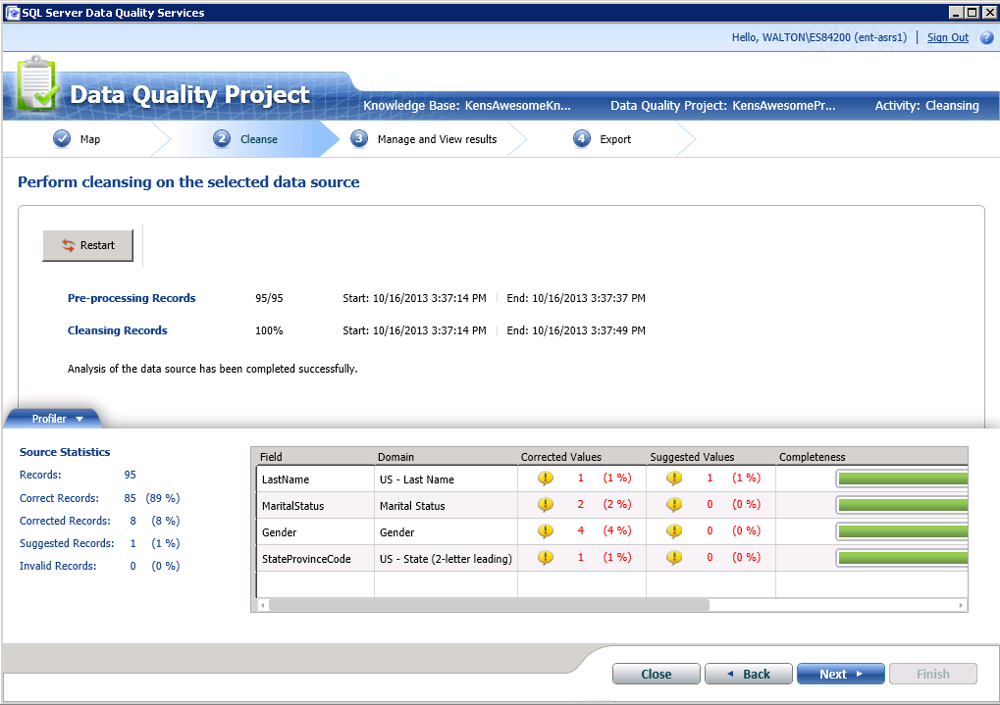 SQL Server Data Quality Services
Hello, WALTON\ES84200 (ent-asrs1) Sign Out ?
Data Quality Project Knowledge Base: KensAwesomeKn... Data Quality Project: KensAwesomePr... Activity: Cleansing
Map 2 Cleanse 3 Manage and View results 4 Export
Perform cleansing on the selected data source
Restart
Pre-processing Records 95/95 Start: 10/16/2013 3:37:14 PM End: 10/16/2013 3:37:37 PM
Cleansing Records 100% Start: 10/16/2013 3:37:14 PM End: 10/16/2013 3:37:49 PM
Analysis of the data source has been completed successfully.
Profiler
Source Statistics
Records: 95
Correct Records: 85 (89 %)
Corrected Records: 8 (8 %)
Suggested Records: 1 (1 %)
Invalid Records: 0 (0 %)
Field Domain Corrected Values Suggested Values Completeness
LastName US - Last Name 1 (1 %) 1 (1 %)
MaritalStatus Marital Status 2 (2 %) 0 (0 %)
Gender Gender 4 (4 %) 0 (0 %)
StateProvinceCode US - State (2-letter leading) 1 (1 %) 0 (0 %)
Close Back Next Finish